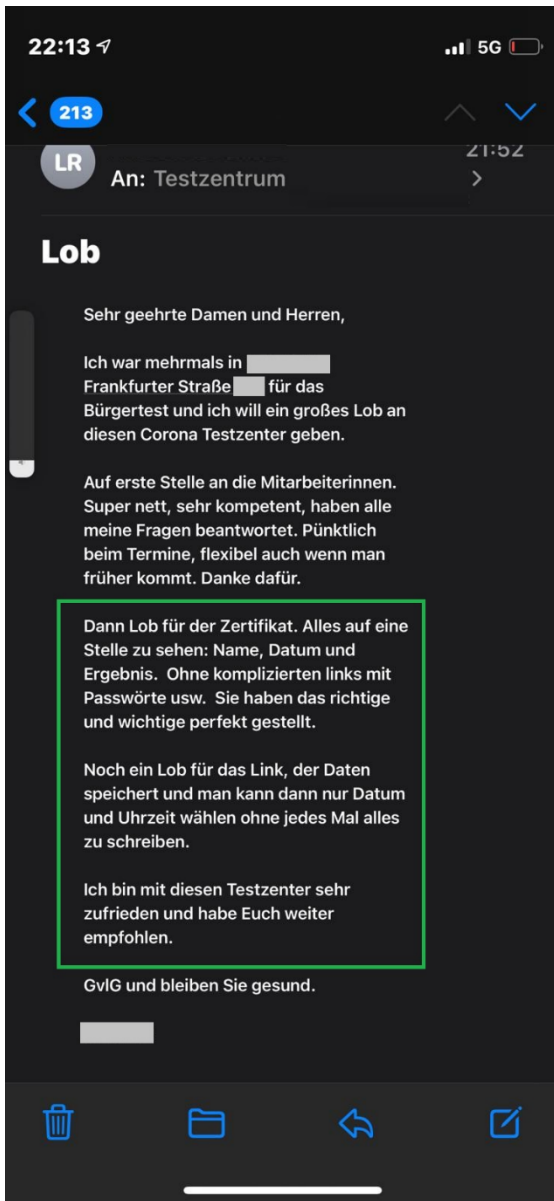 22:13
5G
213
LR
21:52
An: Testzentrum
Lob
Sehr geehrte Damen und Herren,
Ich war mehrmals in
Frankfurter Straße für das
Bürgertest und ich will ein großes Lob an
diesen Corona Testzenter geben.
Auf erste Stelle an die Mitarbeiterinnen.
Super nett, sehr kompetent, haben alle
meine Fragen beantwortet. Pünktlich
beim Termine, flexibel auch wenn man
früher kommt. Danke dafür.
Dann Lob für der Zertifikat. Alles auf eine
Stelle zu sehen: Name, Datum und
Ergebnis.  Ohne komplizierten links mit
Passwörte usw.  Sie haben das richtige
und wichtige perfekt gestellt.
Noch ein Lob für das Link, der Daten
speichert und man kann dann nur Datum
und Uhrzeit wählen ohne jedes Mal alles
zu schreiben.
Ich bin mit diesen Testzenter sehr
zufrieden und habe Euch weiter
empfohlen.
GvlG und bleiben Sie gesund.